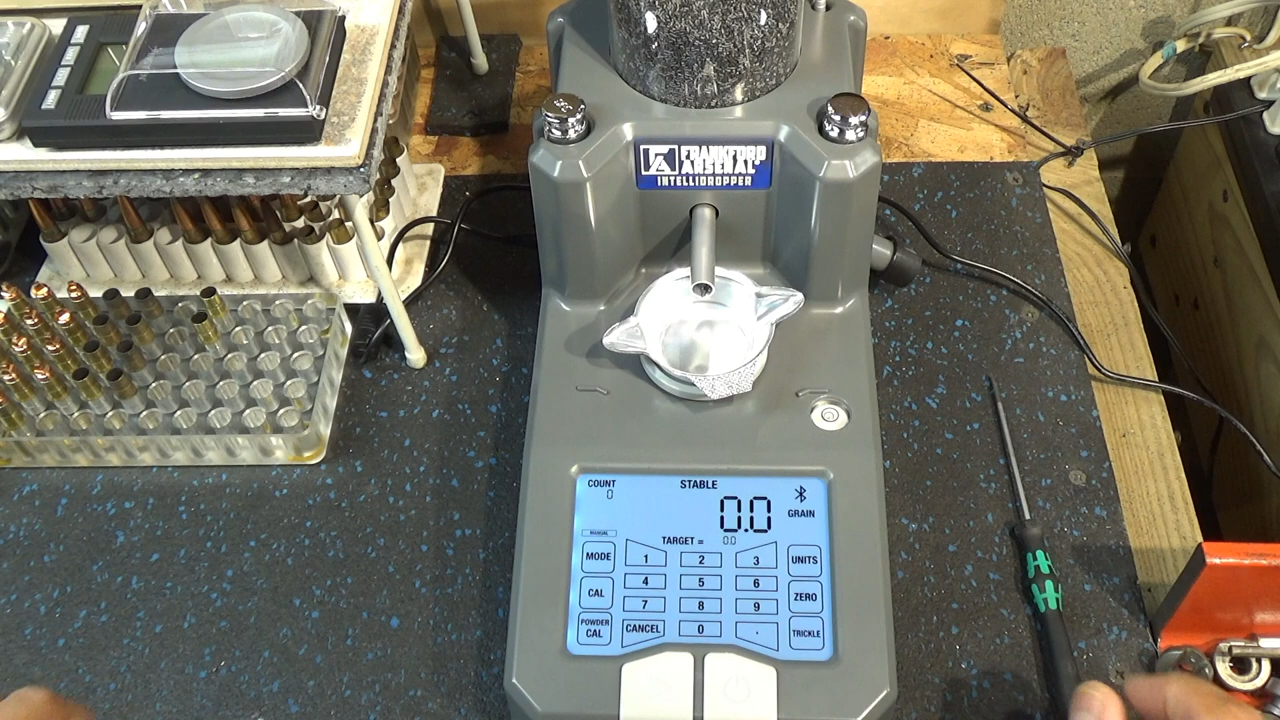 FRANKFORD
ARSENAL
INTELLIDROPPER
COUNT
0
STABLE
0.0
GRAIN
MANUAL
TARGET = 0.0
MODE
1
2
3
UNITS
CAL
4
5
6
ZERO
7
8
9
POWDER
CAL
CANCEL
0
.
TRICKLE